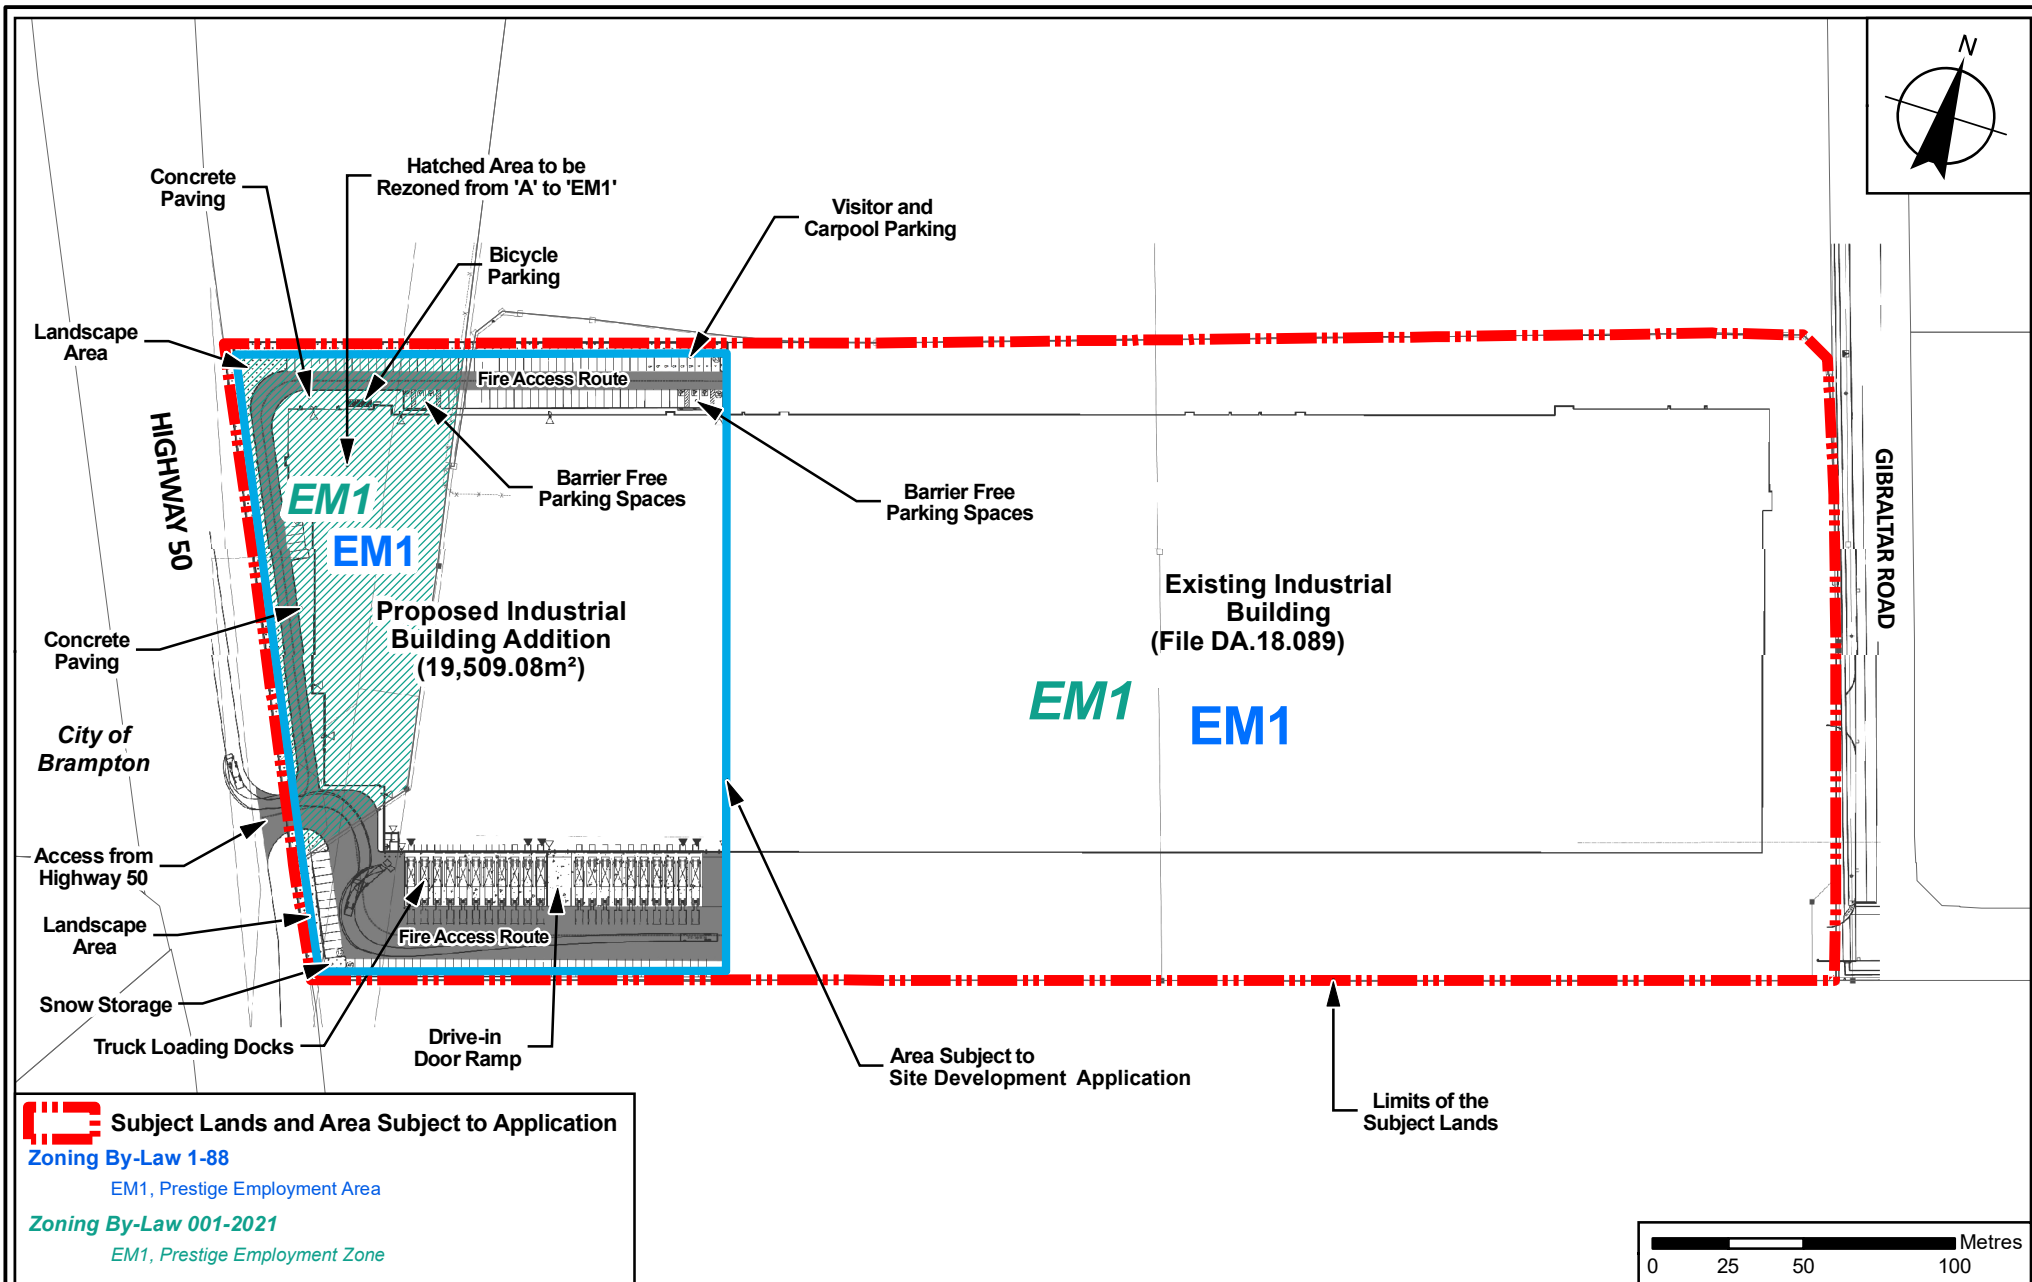 N
Hatched Area to be
Rezoned from 'A' to 'EM1'
Concrete
Paving
Visitor and
Carpool Parking
Bicycle
Parking
Landscape
Area
Fire Access Route
HIGHWAY 50
Barrier Free
Parking Spaces
Barrier Free
Parking Spaces
GIBRALTAR ROAD
EM1
EM1
Proposed Industrial
Building Addition
(19,509.08m²)
Existing Industrial
Building
(File DA.18.089)
Concrete
Paving
EM1
EM1
City of
Brampton
Access from
Highway 50
Landscape
Area
Fire Access Route
Snow Storage
Truck Loading Docks
Drive-in
Door Ramp
Area Subject to
Site Development Application
Limits of the
Subject Lands
Subject Lands and Area Subject to Application
Zoning By-Law 1-88
EM1, Prestige Employment Area
Zoning By-Law 001-2021
EM1, Prestige Employment Zone
Metres
0 25 50 100